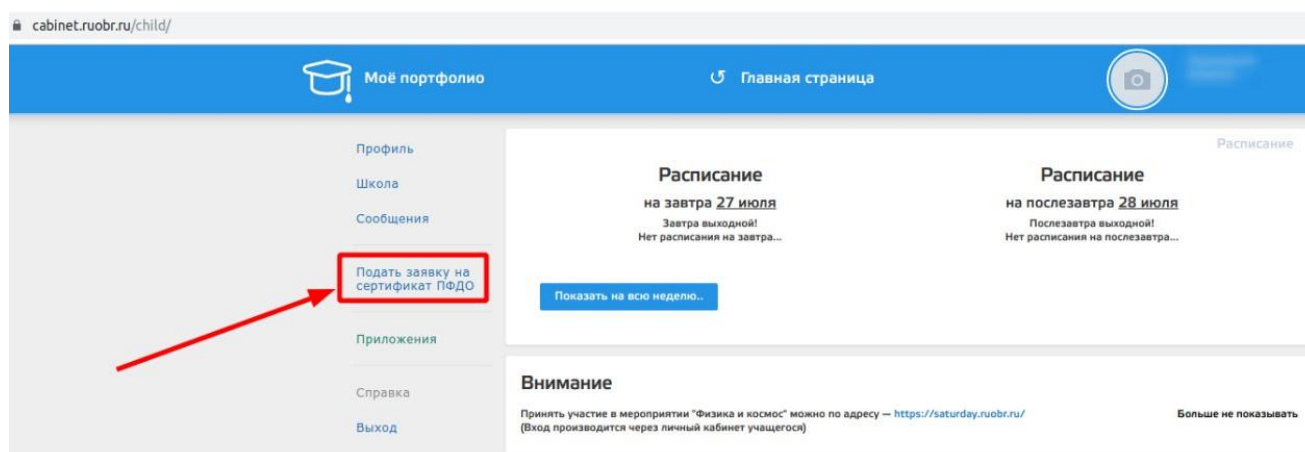 cabinet.ruobr.ru/child/
Моё портфолио
Главная страница
Профиль
Школа
Сообщения
Подать заявку на
сертификат ПФДО
Приложения
Справка
Выход
Расписание
Расписание
на завтра 27 июля
Завтра выходной!
Нет расписания на завтра...
Расписание
на послезавтра 28 июля
Послезавтра выходной!
Нет расписания на послезавтра...
Показать на всю неделю..
Внимание
Принять участие в мероприятии "Физика и космос" можно по адресу — https://saturday.ruobr.ru/
(Вход производится через личный кабинет учащегося)
Больше не показывать